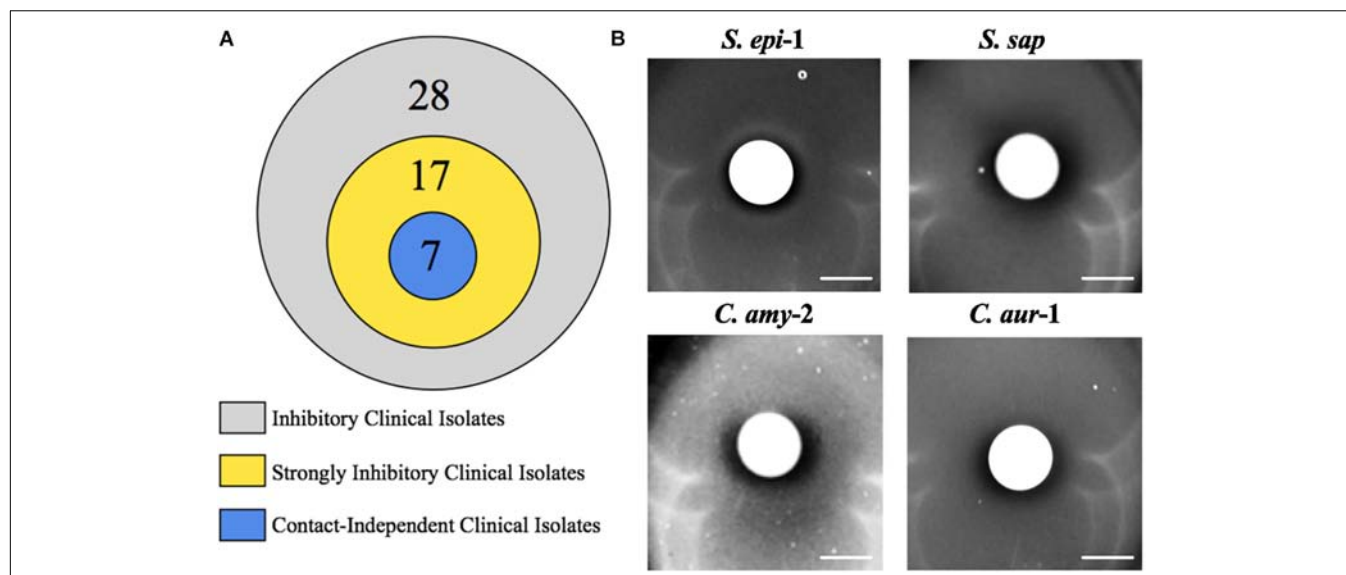 A
28
17
7
Inhibitory Clinical Isolates
Strongly Inhibitory Clinical Isolates
Contact-Independent Clinical Isolates
B
S. epi-1
S. sap
C. amy-2
C. aur-1